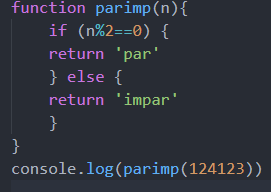 function parimp(n){
    if (n%2==0) {
    return 'par'
    } else {
    return 'impar'
    }
}
console.log(parimp(124123))